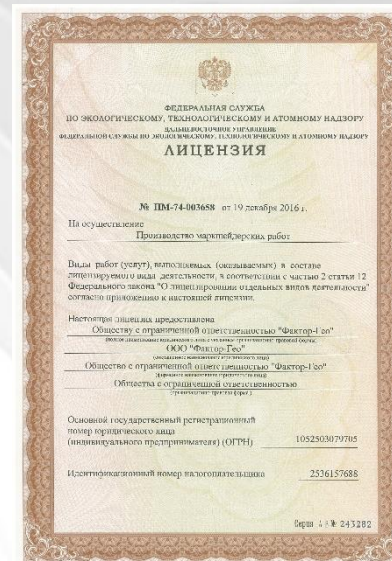 ФЕДЕРАЛЬНАЯ СЛУЖБА
ПО ЭКОЛОГИЧЕСКОМУ, ТЕХНОЛОГИЧЕСКОМУ И АТОМНОМУ НАДЗОРУ
ДАЛЬНЕВОСТОЧНОЕ УПРАВЛЕНИЕ
ФЕДЕРАЛЬНОЙ СЛУЖБЫ ПО ЭКОЛОГИЧЕСКОМУ, ТЕХНОЛОГИЧЕСКОМУ И АТОМНОМУ НАДЗОРУ
ЛИЦЕНЗИЯ
№ ПМ-74-003658 от 19 декабря 2016 г.
На осуществление
Производство маркшейдерских работ
Виды работ (услуг), выполняемых (оказываемых) в составе
лицензируемого вида деятельности, в соответствии с частью 2 статьи 12
Федерального закона "О лицензировании отдельных видов деятельности"
согласно приложению к настоящей лицензии.
Настоящая лицензия предоставлена
Обществу с ограниченной ответственностью "Фактор-Гео"
ООО "Фактор-Гео"
Общество с ограниченной ответственностью "Фактор-Гео"
Общества с ограниченной ответственностью
Основной государственный регистрационный
номер юридического лица
(индивидуального предпринимателя) (ОГРН) 1052503079705
Идентификационный номер налогоплательщика 2536157688
Серия А В № 243282